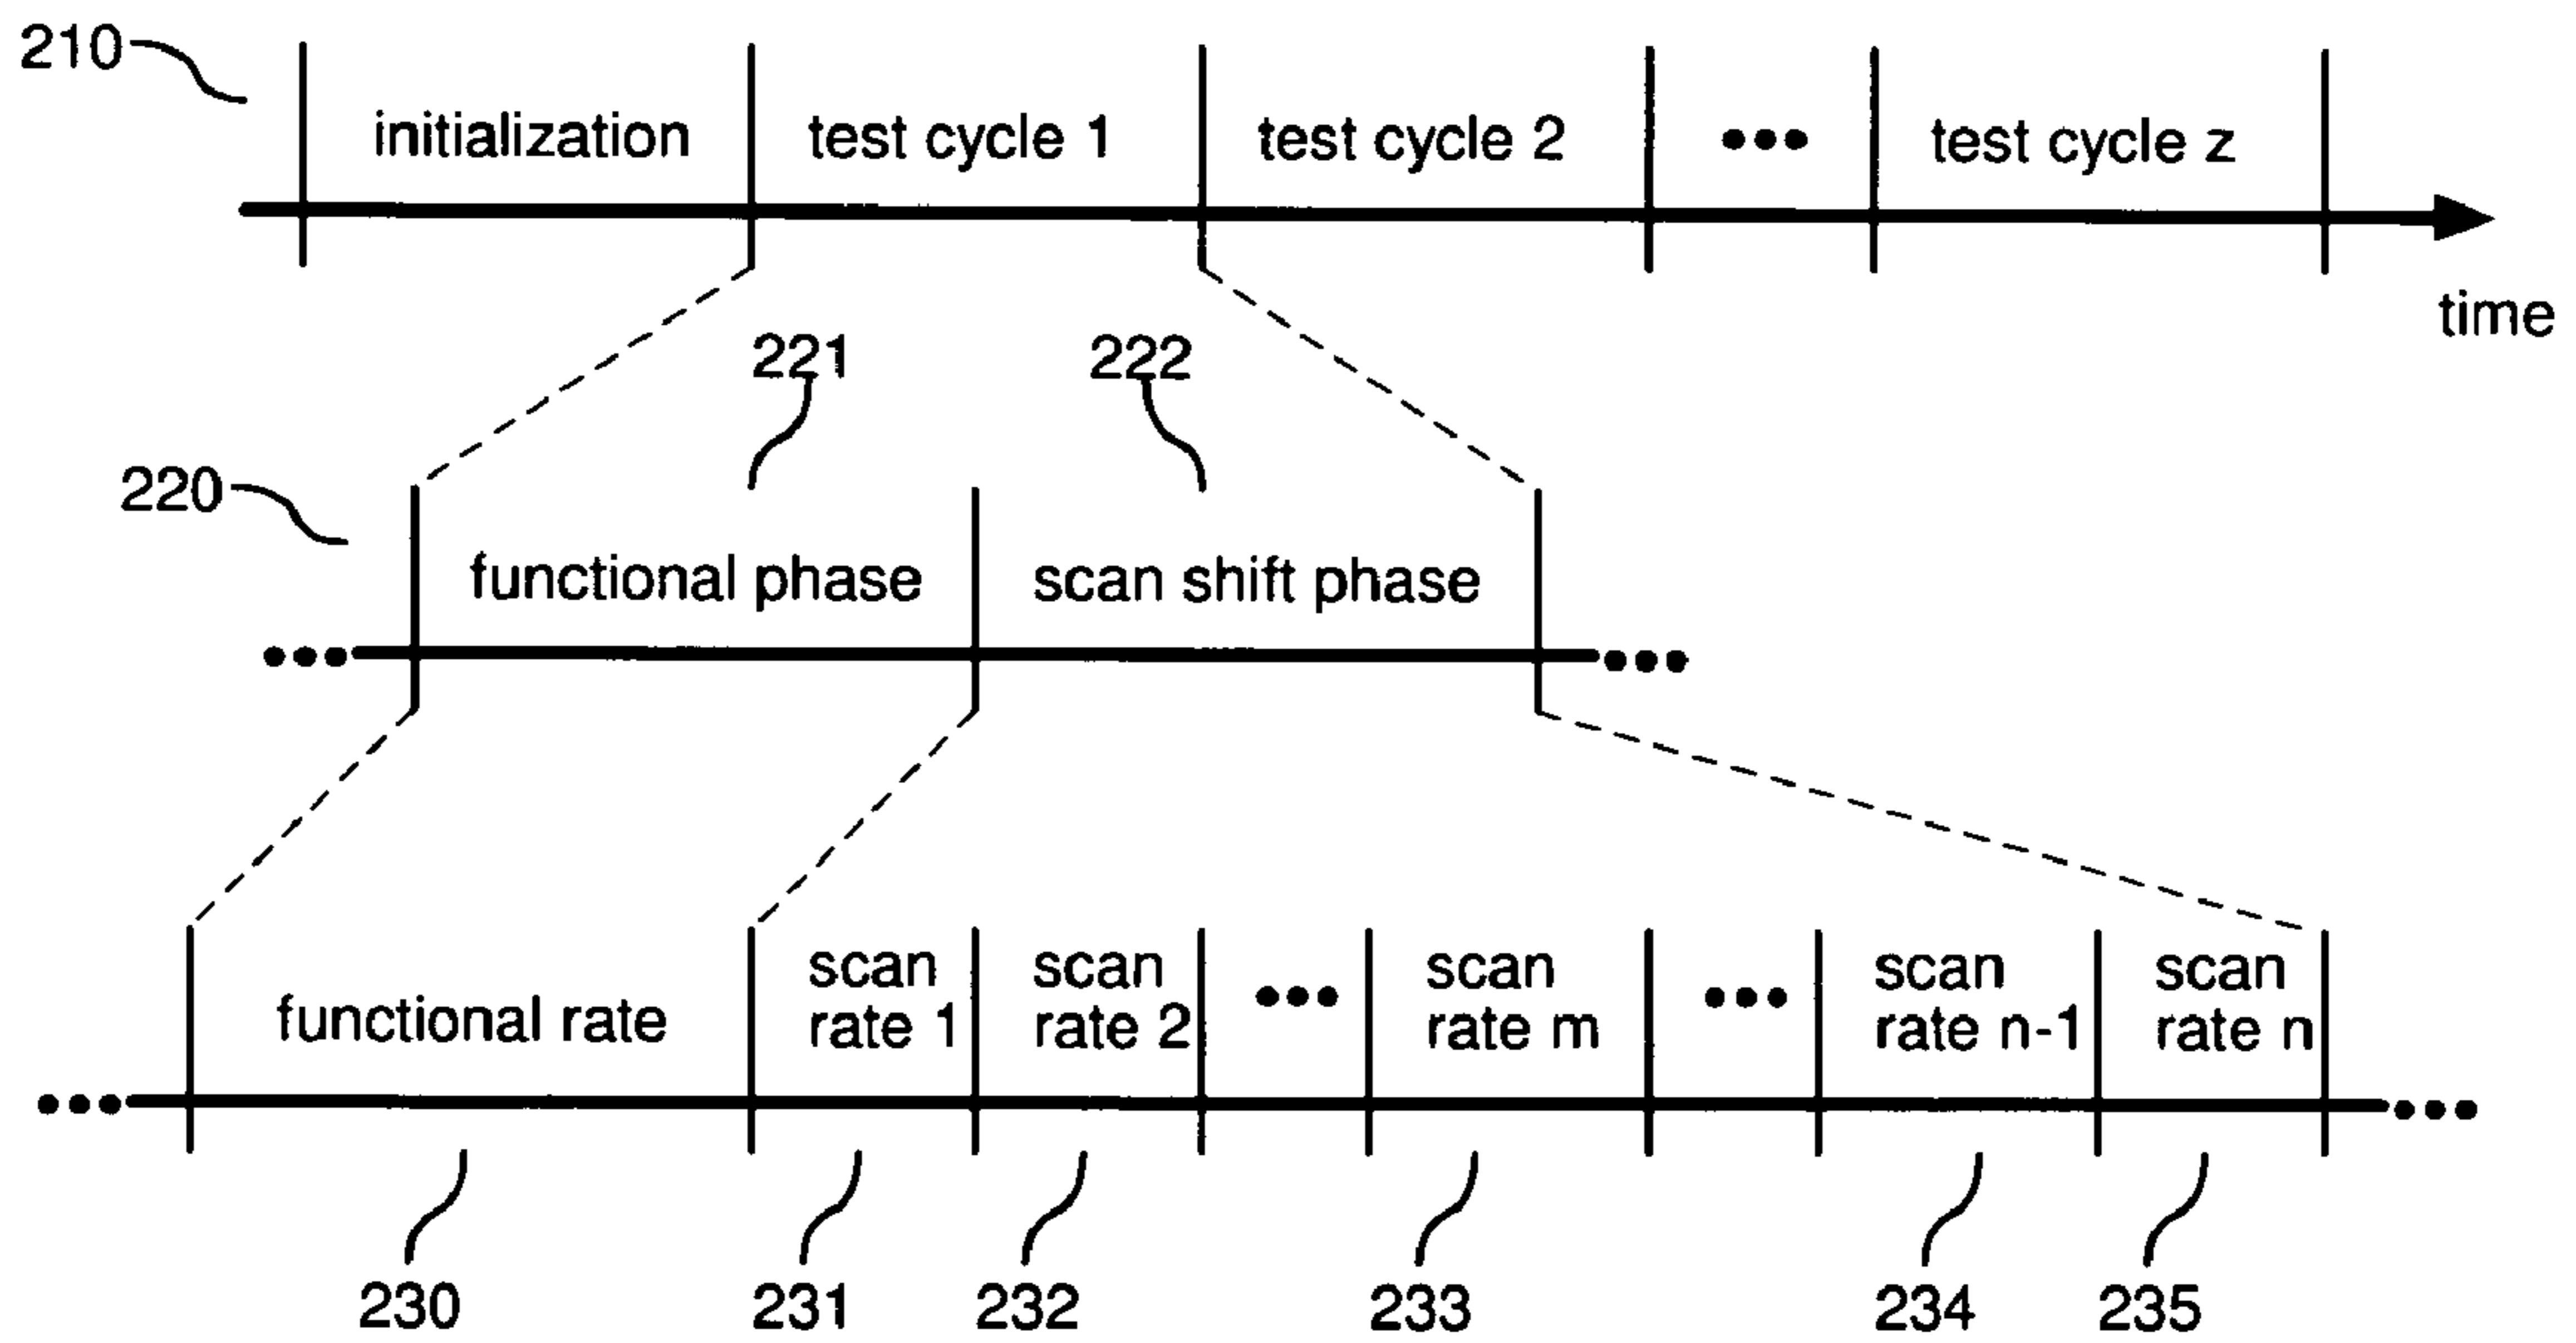 210
initialization
test cycle 1
test cycle 2
•••
test cycle z
time
221
222
220
functional phase
scan shift phase
•••
•••
functional rate
scan
rate 1
scan
rate 2
•••
scan
rate m
•••
scan
rate n-1
scan
rate n
•••
•••
230
231
232
233
234
235